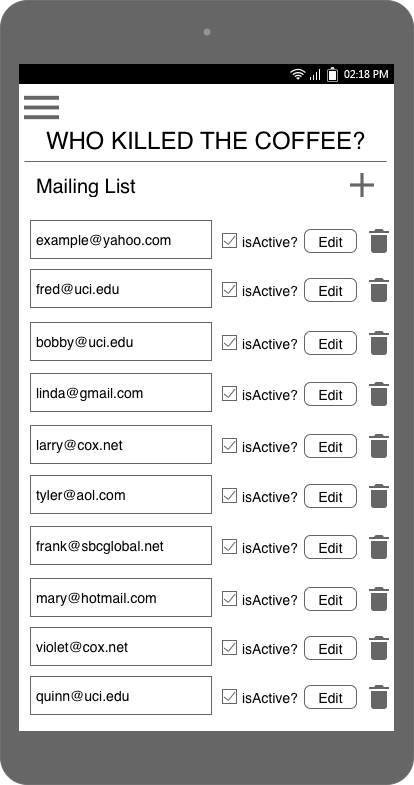 02:18 PM
WHO KILLED THE COFFEE?
Mailing List
example@yahoo.com isActive? Edit
fred@uci.edu isActive? Edit
bobby@uci.edu isActive? Edit
linda@gmail.com isActive? Edit
larry@cox.net isActive? Edit
tyler@aol.com isActive? Edit
frank@sbcglobal.net isActive? Edit
mary@hotmail.com isActive? Edit
violet@cox.net isActive? Edit
quinn@uci.edu isActive? Edit